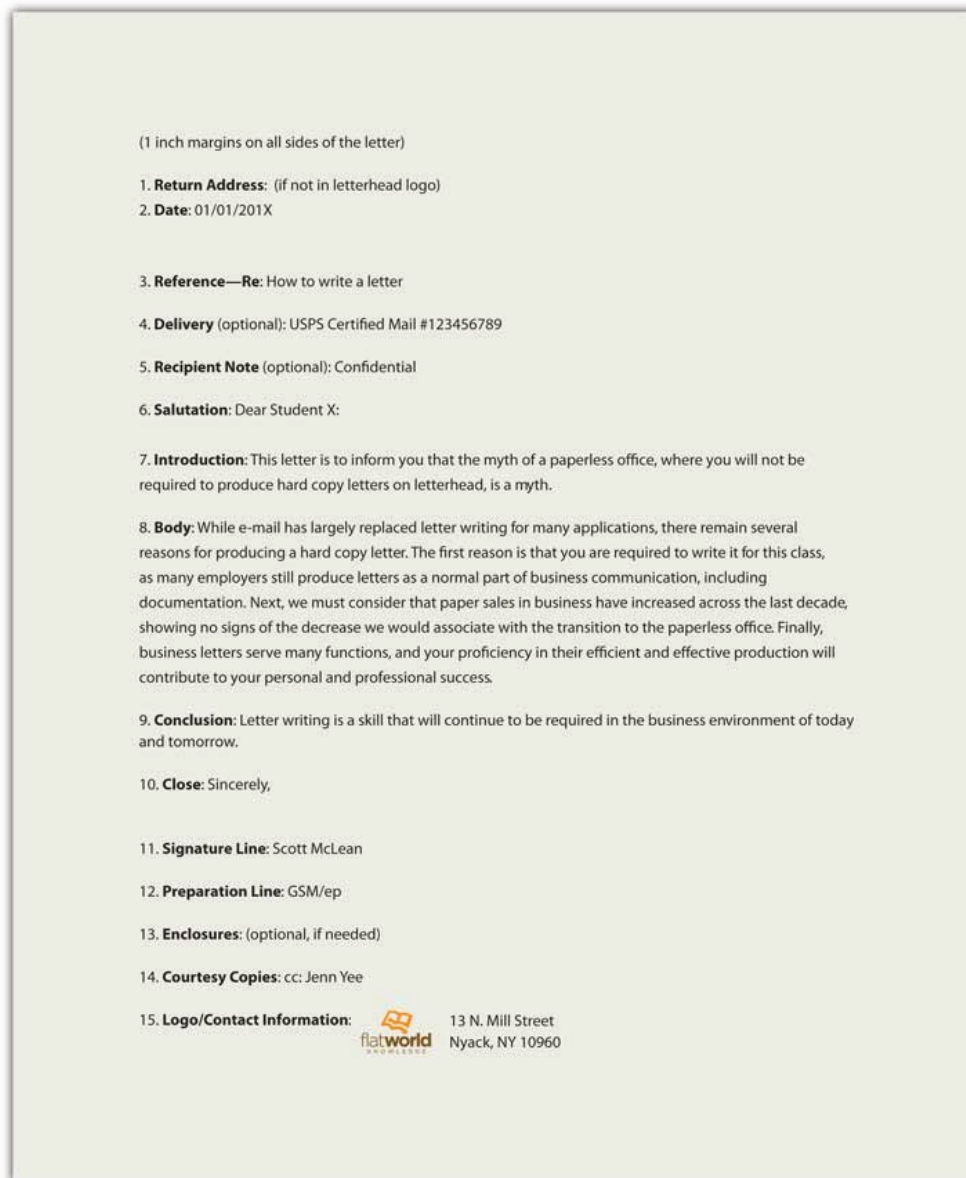 (1 inch margins on all sides of the letter)
1. Return Address: (if not in letterhead logo)
2. Date: 01/01/201X
3. Reference—Re: How to write a letter
4. Delivery (optional): USPS Certified Mail #123456789
5. Recipient Note (optional): Confidential
6. Salutation: Dear Student X:
7. Introduction: This letter is to inform you that the myth of a paperless office, where you will not be
required to produce hard copy letters on letterhead, is a myth.
8. Body: While e-mail has largely replaced letter writing for many applications, there remain several
reasons for producing a hard copy letter. The first reason is that you are required to write it for this class,
as many employers still produce letters as a normal part of business communication, including
documentation. Next, we must consider that paper sales in business have increased across the last decade,
showing no signs of the decrease we would associate with the transition to the paperless office. Finally,
business letters serve many functions, and your proficiency in their efficient and effective production will
contribute to your personal and professional success.
9. Conclusion: Letter writing is a skill that will continue to be required in the business environment of today
and tomorrow.
10. Close: Sincerely,
11. Signature Line: Scott McLean
12. Preparation Line: GSM/ep
13. Enclosures: (optional, if needed)
14. Courtesy Copies: cc: Jenn Yee
15. Logo/Contact Information:
flatworld
KNOWLEDGE
13 N. Mill Street
Nyack, NY 10960